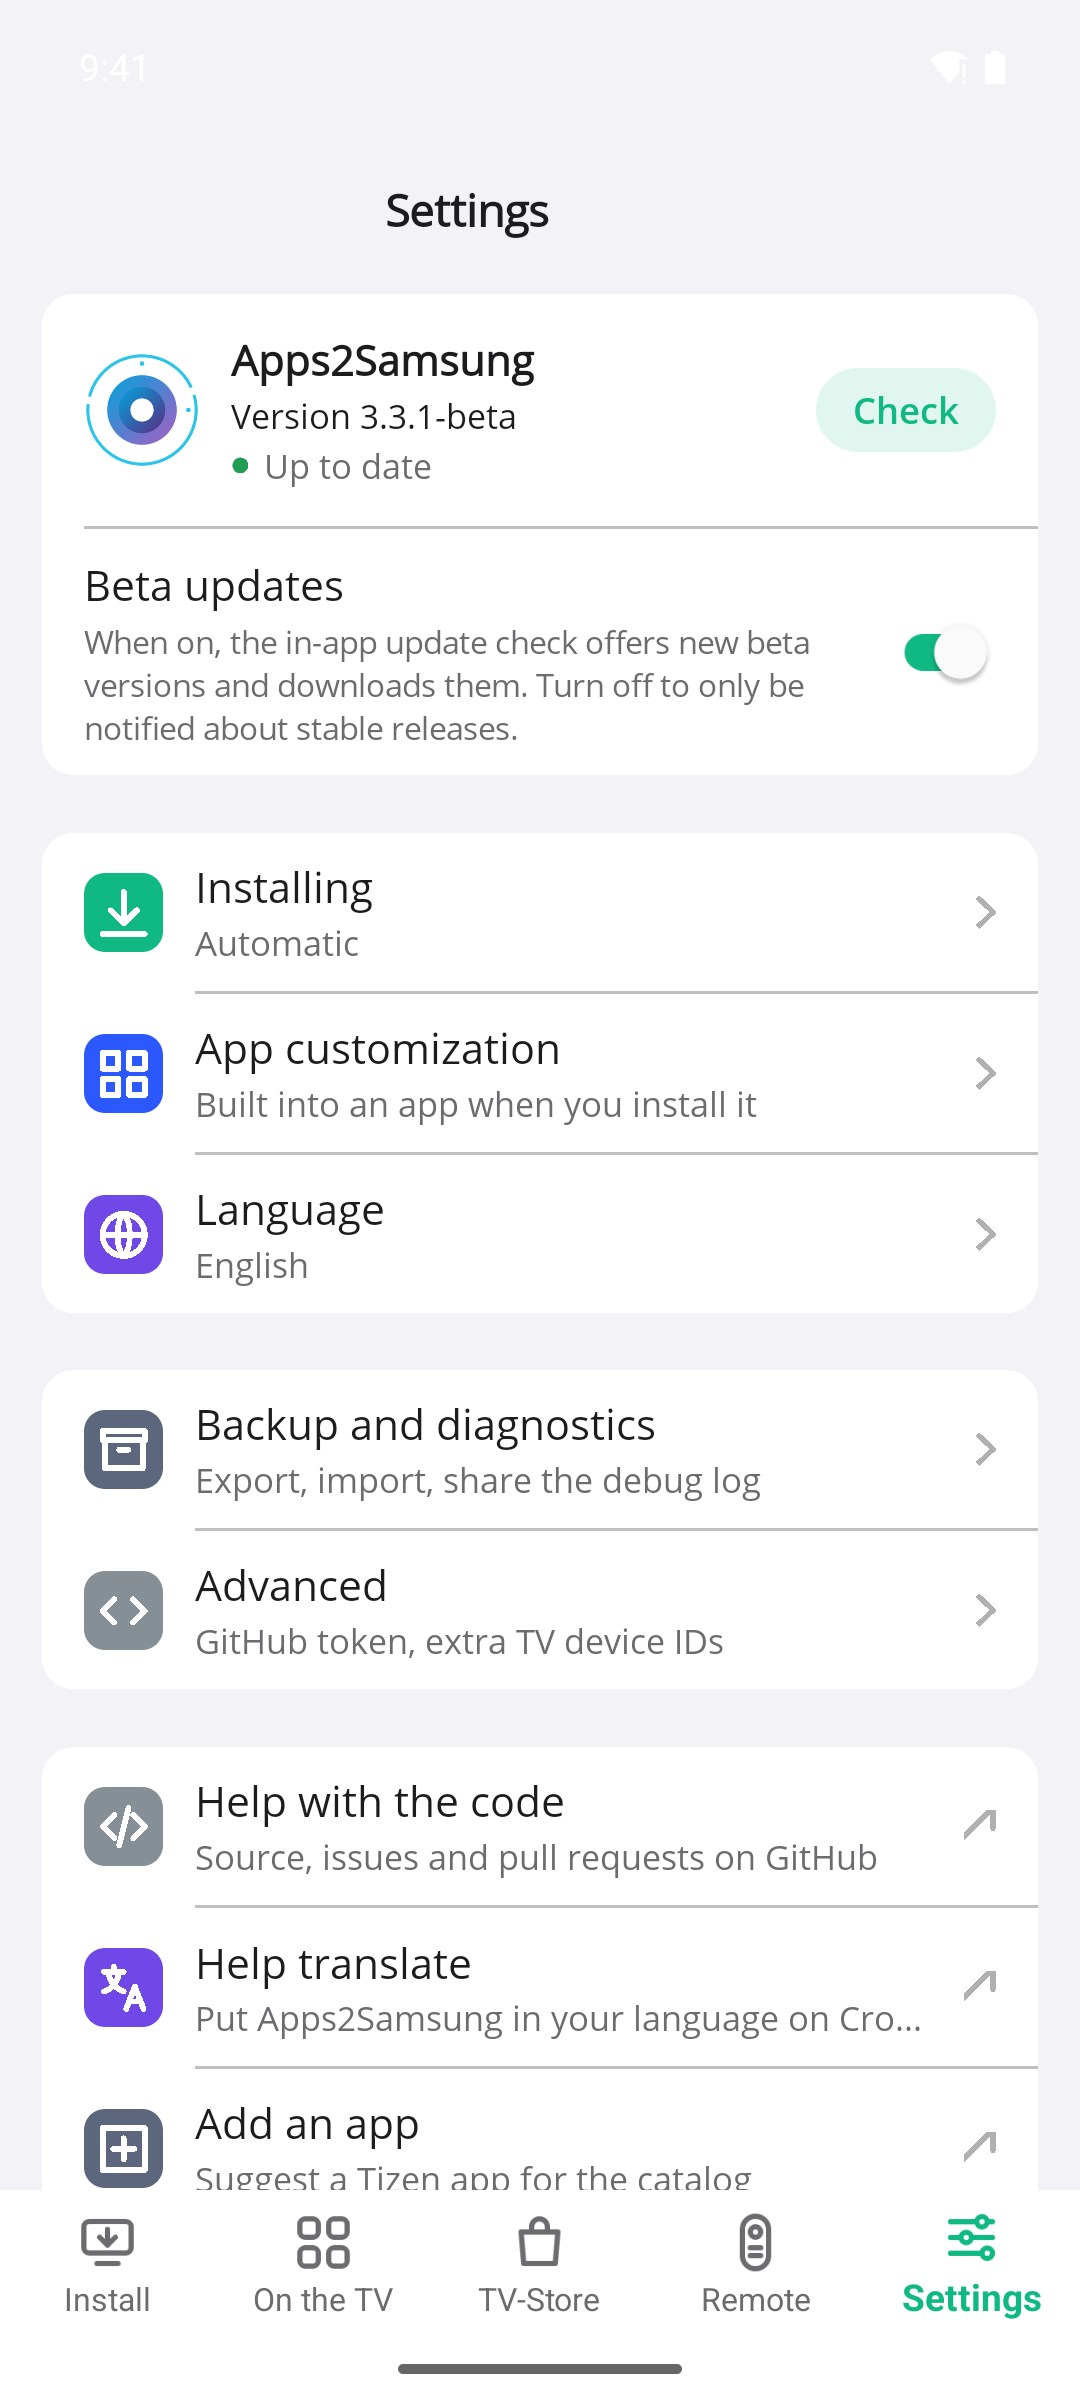 9:41
Settings
Apps2Samsung
Version 3.3.1-beta
Up to date
Check
Beta updates
When on, the in-app update check offers new beta
versions and downloads them. Turn off to only be
notified about stable releases.
Installing
Automatic
App customization
Built into an app when you install it
Language
English
Backup and diagnostics
Export, import, share the debug log
Advanced
GitHub token, extra TV device IDs
Help with the code
Source, issues and pull requests on GitHub
Help translate
Put Apps2Samsung in your language on Cro...
Add an app
Suggest a Tizen app for the catalog
Install
On the TV
TV-Store
Remote
Settings